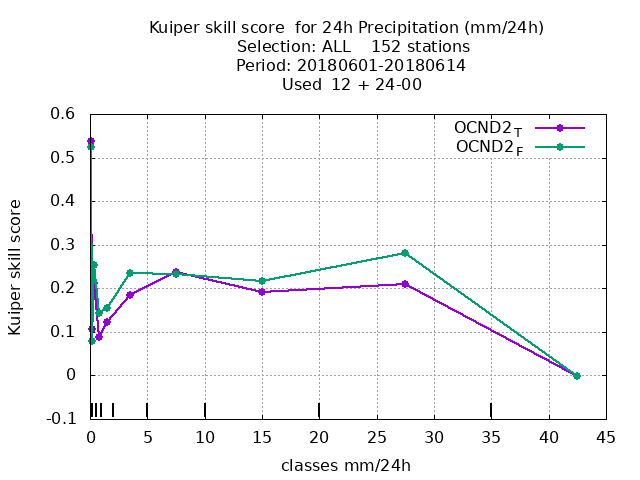 Kuiper skill score  for 24h Precipitation (mm/24h)
Selection: ALL    152 stations
Period: 20180601-20180614
Used  12 + 24-00
OCND2T
OCND2F
Kuiper skill score
0.6
0.5
0.4
0.3
0.2
0.1
0
-0.1
0 5 10 15 20 25 30 35 40 45
classes mm/24h